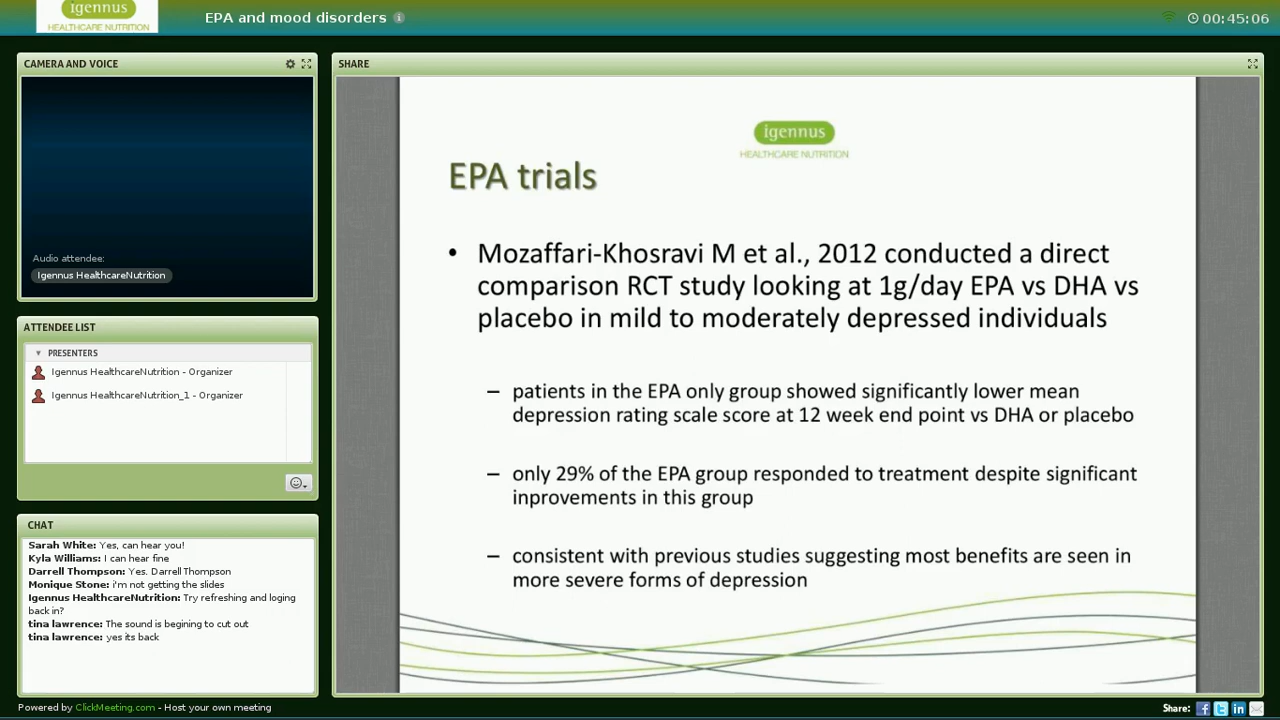 igennus
HEALTHCARE NUTRITION
EPA and mood disorders
00:45:06
CAMERA AND VOICE
Audio attendee:
Igennus HealthcareNutrition
ATTENDEE LIST
PRESENTERS
Igennus HealthcareNutrition - Organizer
Igennus HealthcareNutrition_1 - Organizer
CHAT
Sarah White: Yes, can hear you!
Kyla Williams: I can hear fine
Darrell Thompson: Yes. Darrell Thompson
Monique Stone: i'm not getting the slides
Igennus HealthcareNutrition: Try refreshing and loging
back in?
tina lawrence: The sound is begining to cut out
tina lawrence: yes its back
SHARE
igennus
HEALTHCARE NUTRITION
EPA trials
• Mozaffari-Khosravi M et al., 2012 conducted a direct
comparison RCT study looking at 1g/day EPA vs DHA vs
placebo in mild to moderately depressed individuals
– patients in the EPA only group showed significantly lower mean
depression rating scale score at 12 week end point vs DHA or placebo
– only 29% of the EPA group responded to treatment despite significant
inprovements in this group
– consistent with previous studies suggesting most benefits are seen in
more severe forms of depression
Powered by ClickMeeting.com - Host your own meeting
Share: